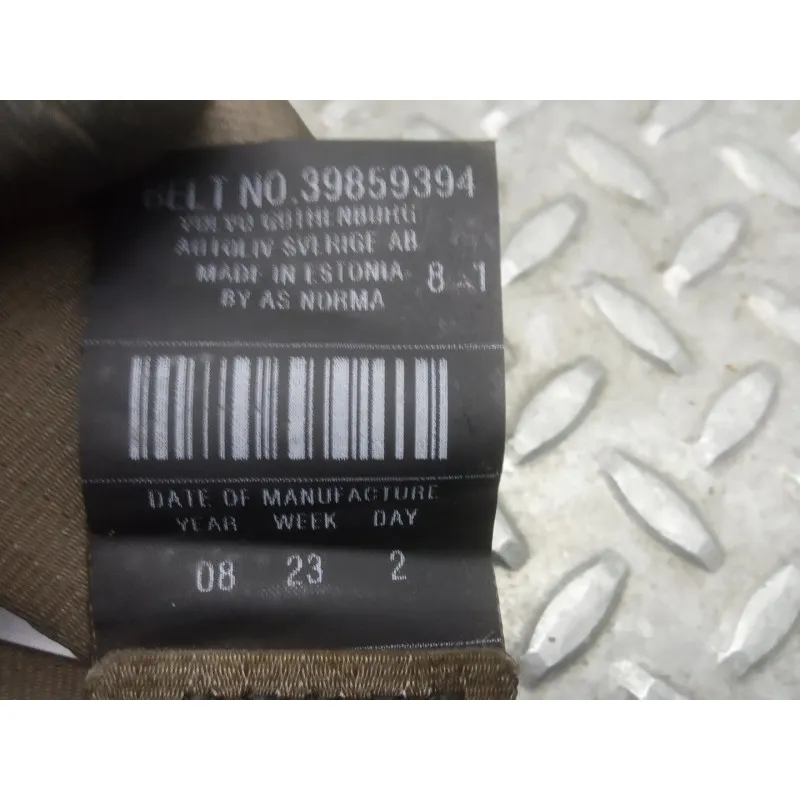 BELT NO.39859394
VOLVO GOTHENBURG
AUTOLIV SVERIGE AB
MADE IN ESTONIA
BY AS NORMA
DATE OF MANUFACTURE
YEAR WEEK DAY
08 23 2